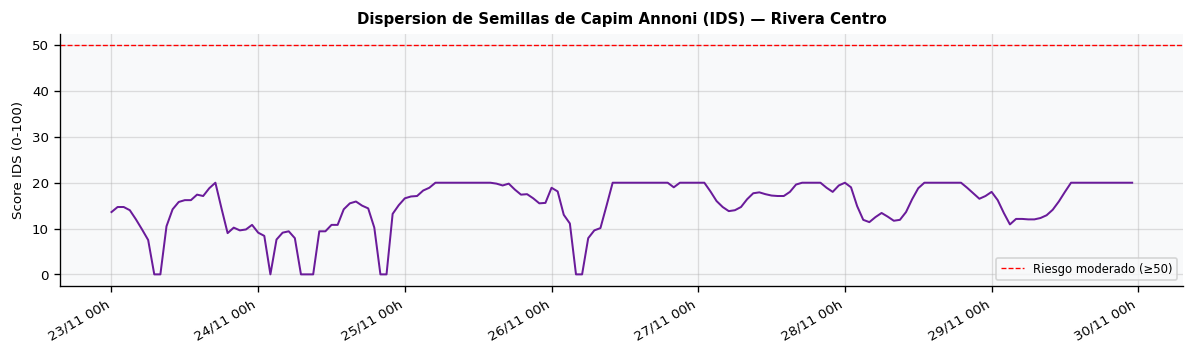 Dispersion de Semillas de Capim Annoni (IDS) — Rivera Centro
Score IDS (0-100)
50
40
30
20
10
0
Riesgo moderado (≥50)
23/11 00h
24/11 00h
25/11 00h
26/11 00h
27/11 00h
28/11 00h
29/11 00h
30/11 00h